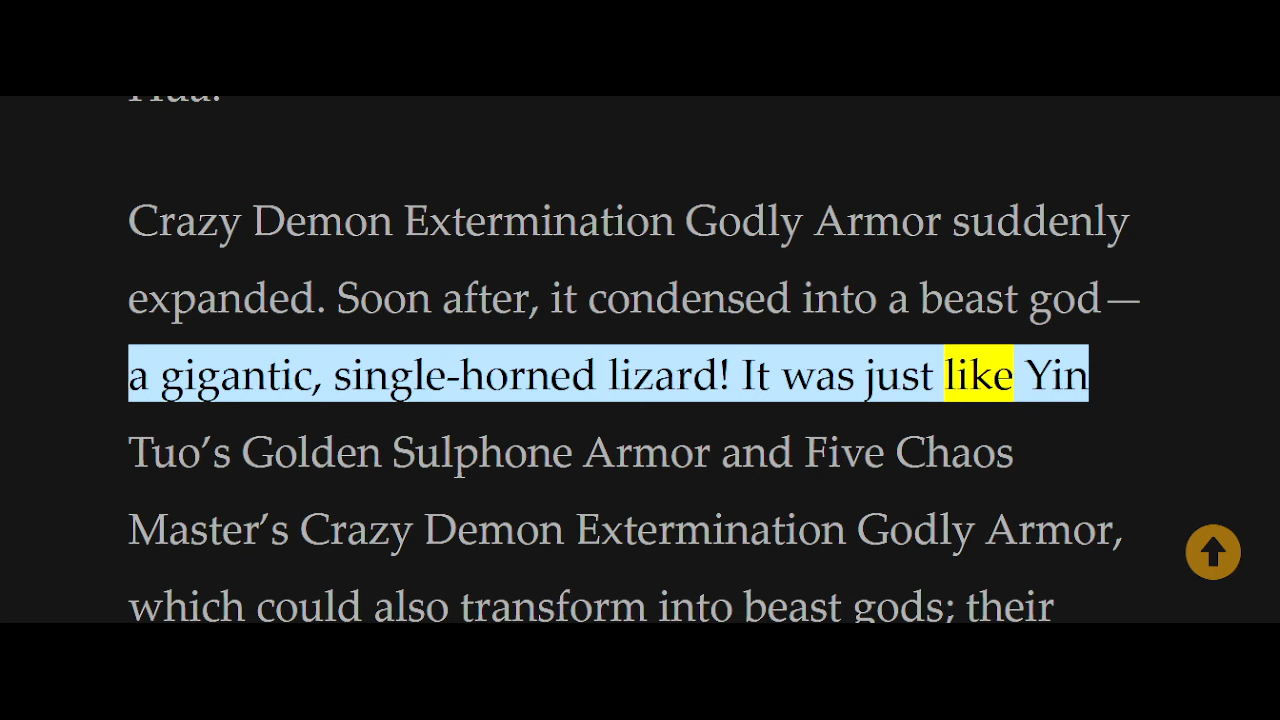 Crazy Demon Extermination Godly Armor suddenly
expanded. Soon after, it condensed into a beast god—
a gigantic, single-horned lizard! It was just like Yin
Tuo’s Golden Sulphone Armor and Five Chaos
Master’s Crazy Demon Extermination Godly Armor,
which could also transform into beast gods; their